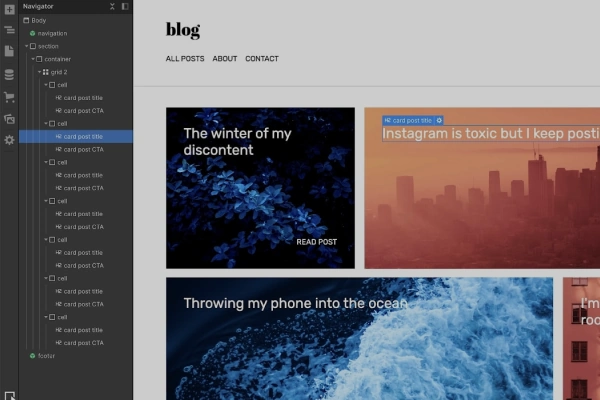 Navigator
Body
navigation
section
container
grid 2
cell
card post title
card post CTA
cell
card post title
card post CTA
cell
card post title
card post CTA
cell
card post title
card post CTA
cell
card post title
card post CTA
cell
card post title
card post CTA
cell
card post title
card post CTA
footer
blog
ALL POSTS ABOUT CONTACT
The winter of my
discontent
READ POST
H2 card post title
Instagram is toxic but I keep posti
Throwing my phone into the ocean
I'm
roo